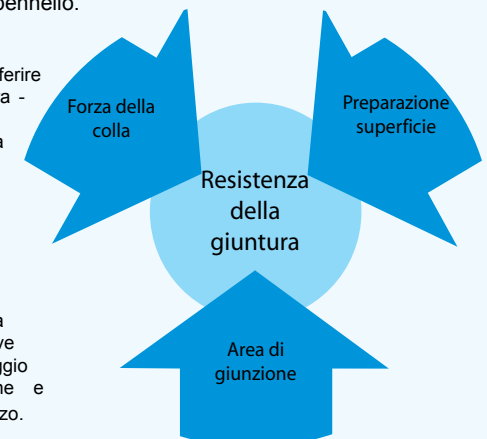 pennello.
ferire
a -
a
a
ve
ggio
ne e
zo.
Forza della
colla
Preparazione
superficie
Resistenza
della
giuntura
Area di
giunzione